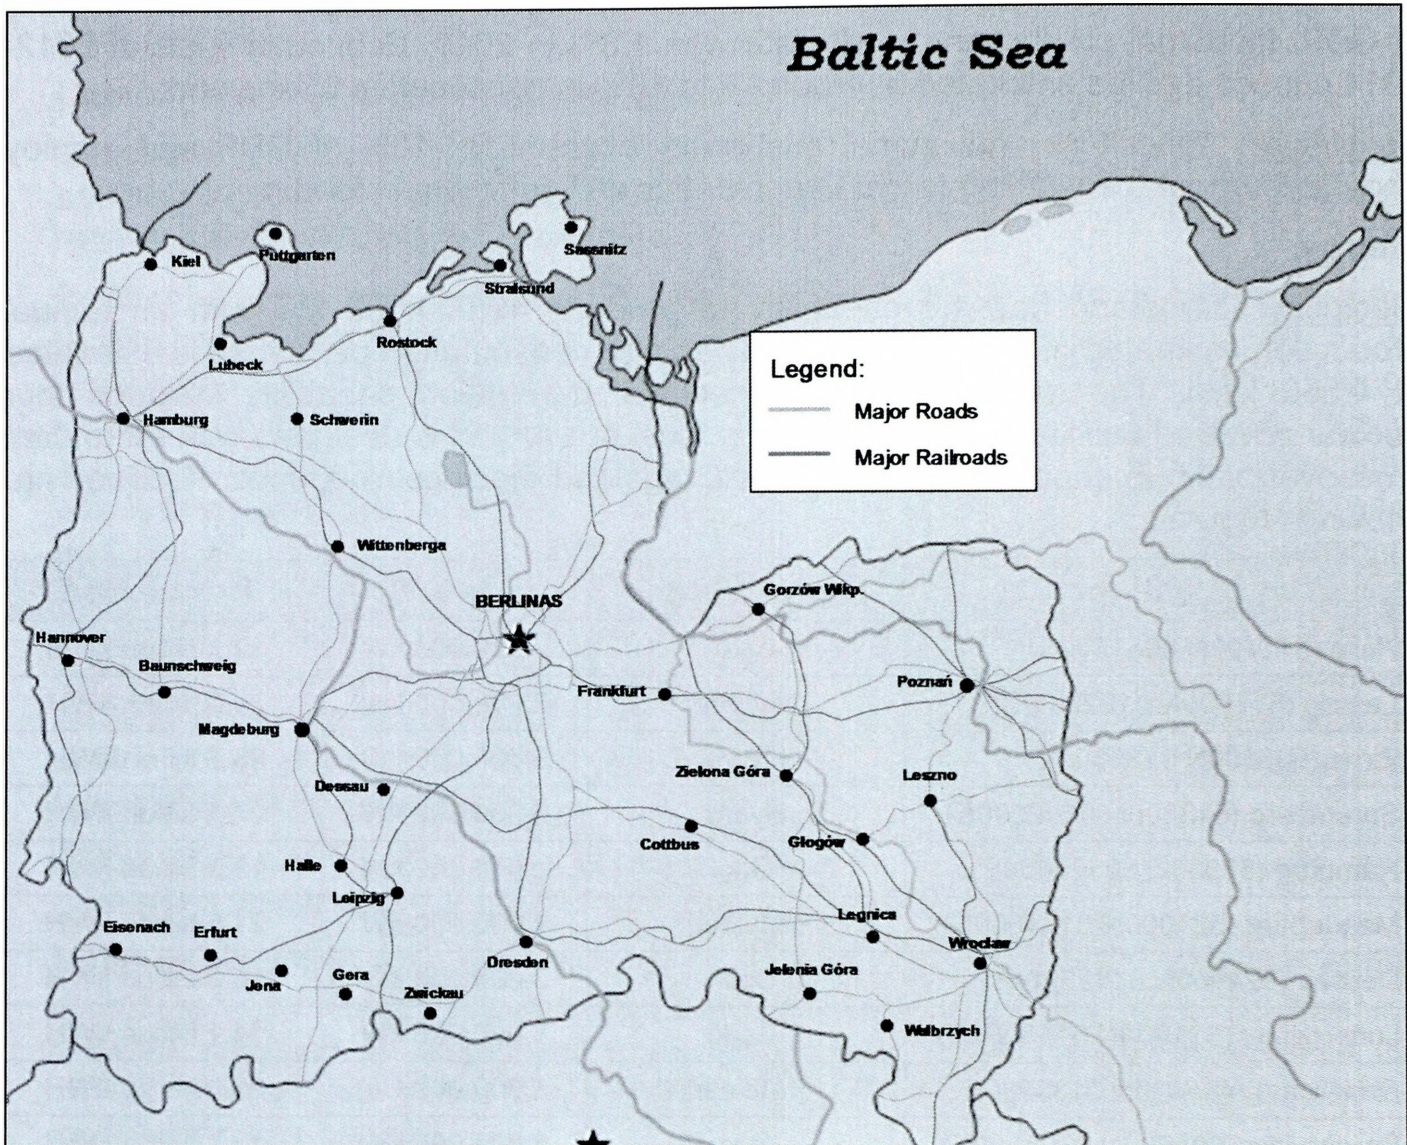 Baltic Sea
Kiel
Puttgarten
Sassnitz
Stralsund
Rostock
Lubeck
Legend:
Major Roads
Major Railroads
Hamburg
Schwerin
Wittenberga
BERLINAS
Gorzów Wlkp.
Hannover
Baunschweig
Frankfurt
Poznań
Magdeburg
Zielona Góra
Leszno
Dessau
Cottbus
Głogów
Halle
Leipzig
Legnica
Eisenach
Erfurt
Wrocław
Dresden
Jelenia Góra
Jena
Gera
Zwickau
Wałbrzych